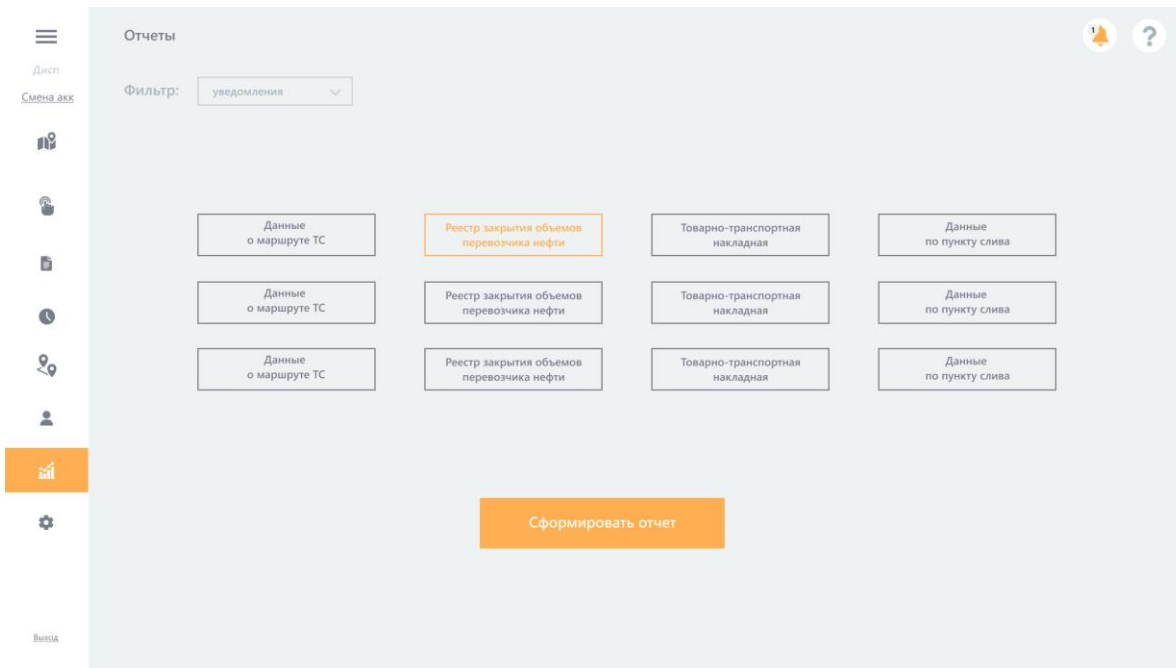 Отчеты
1
?
Дисп
Смена акк
Фильтр:
уведомления
Данные
о маршруте ТС
Реестр закрытия объемов
перевозчика нефти
Товарно-транспортная
накладная
Данные
по пункту слива
Данные
о маршруте ТС
Реестр закрытия объемов
перевозчика нефти
Товарно-транспортная
накладная
Данные
по пункту слива
Данные
о маршруте ТС
Реестр закрытия объемов
перевозчика нефти
Товарно-транспортная
накладная
Данные
по пункту слива
Сформировать отчет
Выход